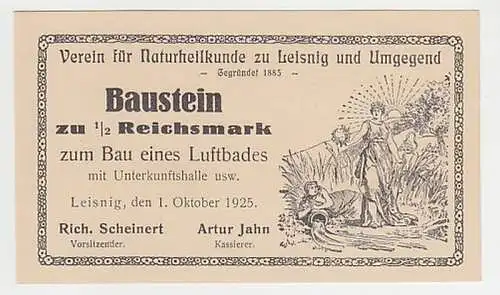 Verein für Naturheilkunde zu Leisnig und Umgegend
– Gegründet 1885 –
Baustein
zu 1/2 Reichsmark
zum Bau eines Luftbades
mit Unterkunftshalle usw.
Leisnig, den 1. Oktober 1925.
Rich. Scheinert Artur Jahn
Vorsitzender. Kassierer.